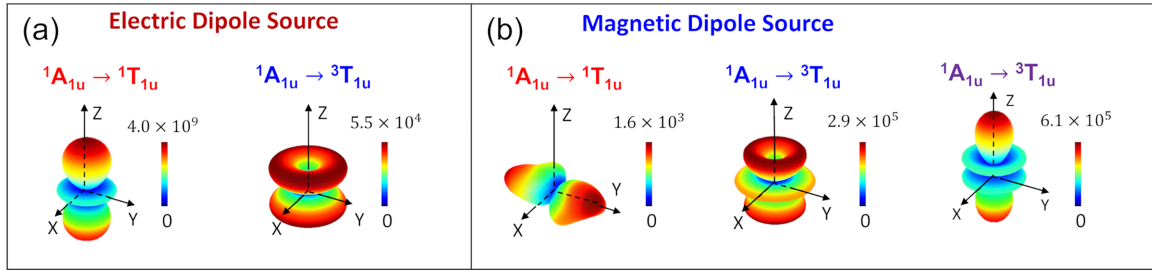 (a) Electric Dipole Source
¹A₁ᵤ → ¹T₁ᵤ
Z
4.0 × 10⁹
0
X
Y
¹A₁ᵤ → ³T₁ᵤ
Z
5.5 × 10⁴
0
X
Y
(b) Magnetic Dipole Source
¹A₁ᵤ → ¹T₁ᵤ
Z
1.6 × 10³
Y
0
X
¹A₁ᵤ → ³T₁ᵤ
Z
2.9 × 10⁵
0
X
Y
¹A₁ᵤ → ³T₁ᵤ
Z
6.1 × 10⁵
0
X
Y